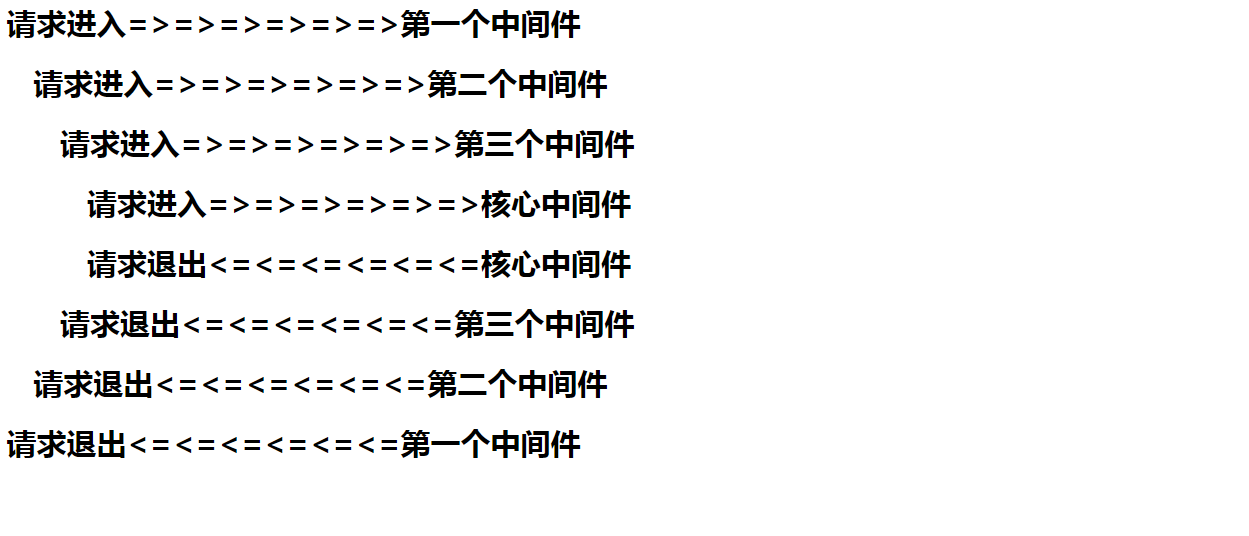 请求进入=>=>=>=>=>=>第一个中间件
请求进入=>=>=>=>=>=>第二个中间件
请求进入=>=>=>=>=>=>第三个中间件
请求进入=>=>=>=>=>=>核心中间件
请求退出<=<=<=<=<=<=核心中间件
请求退出<=<=<=<=<=<=第三个中间件
请求退出<=<=<=<=<=<=第二个中间件
请求退出<=<=<=<=<=<=第一个中间件